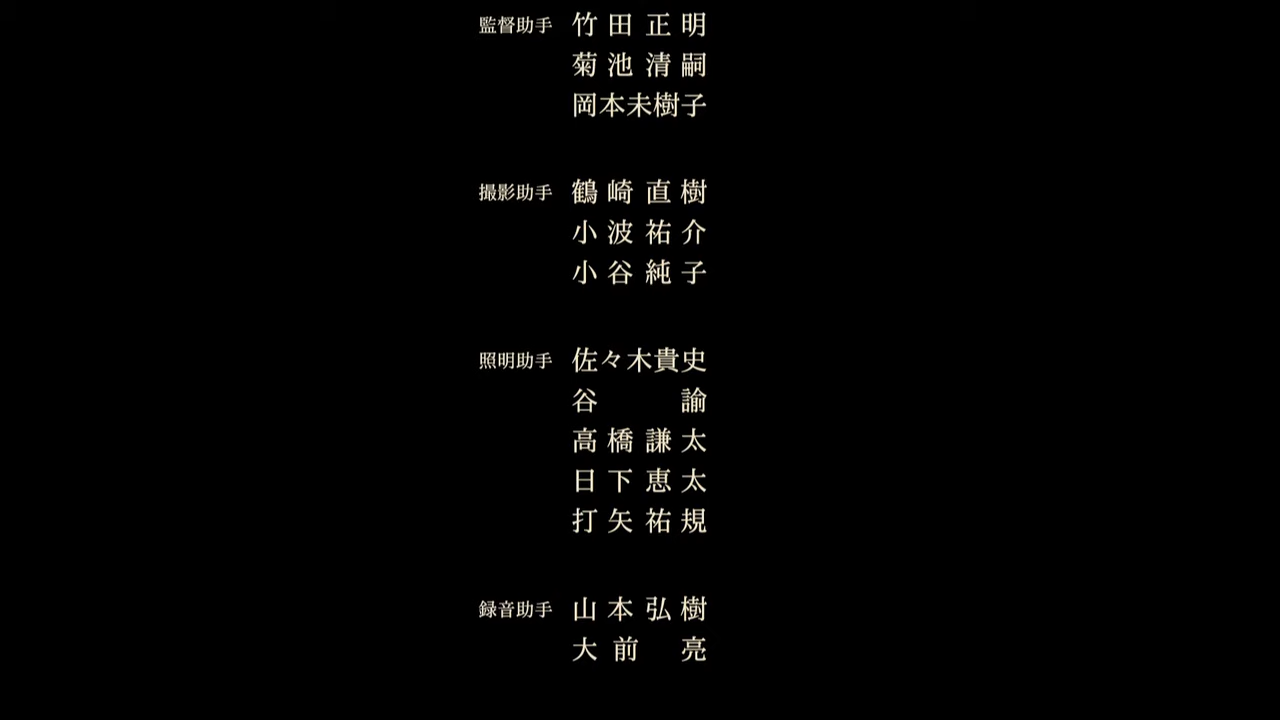 監督助手 竹田正明
菊池清嗣
岡本未樹子
撮影助手 鶴崎直樹
小波祐介
小谷純子
照明助手 佐々木貴史
谷 諭
高橋謙太
日下恵太
打矢祐規
録音助手 山本弘樹
大前 亮